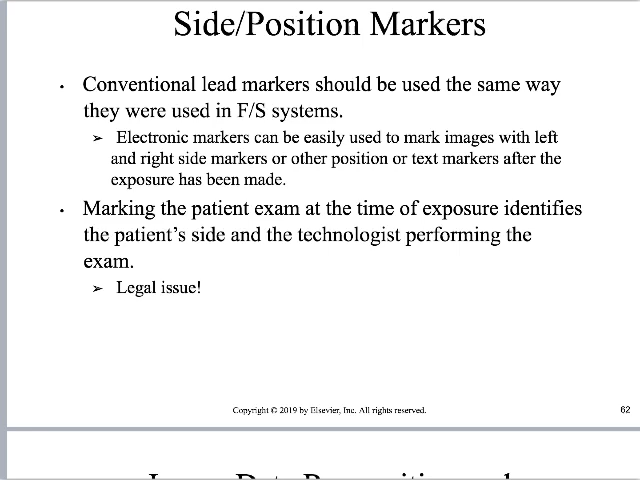 Side/Position Markers
• Conventional lead markers should be used the same way
they were used in F/S systems.
➢ Electronic markers can be easily used to mark images with left
and right side markers or other position or text markers after the
exposure has been made.
• Marking the patient exam at the time of exposure identifies
the patient's side and the technologist performing the
exam.
➢ Legal issue!
Copyright © 2019 by Elsevier, Inc. All rights reserved.
62